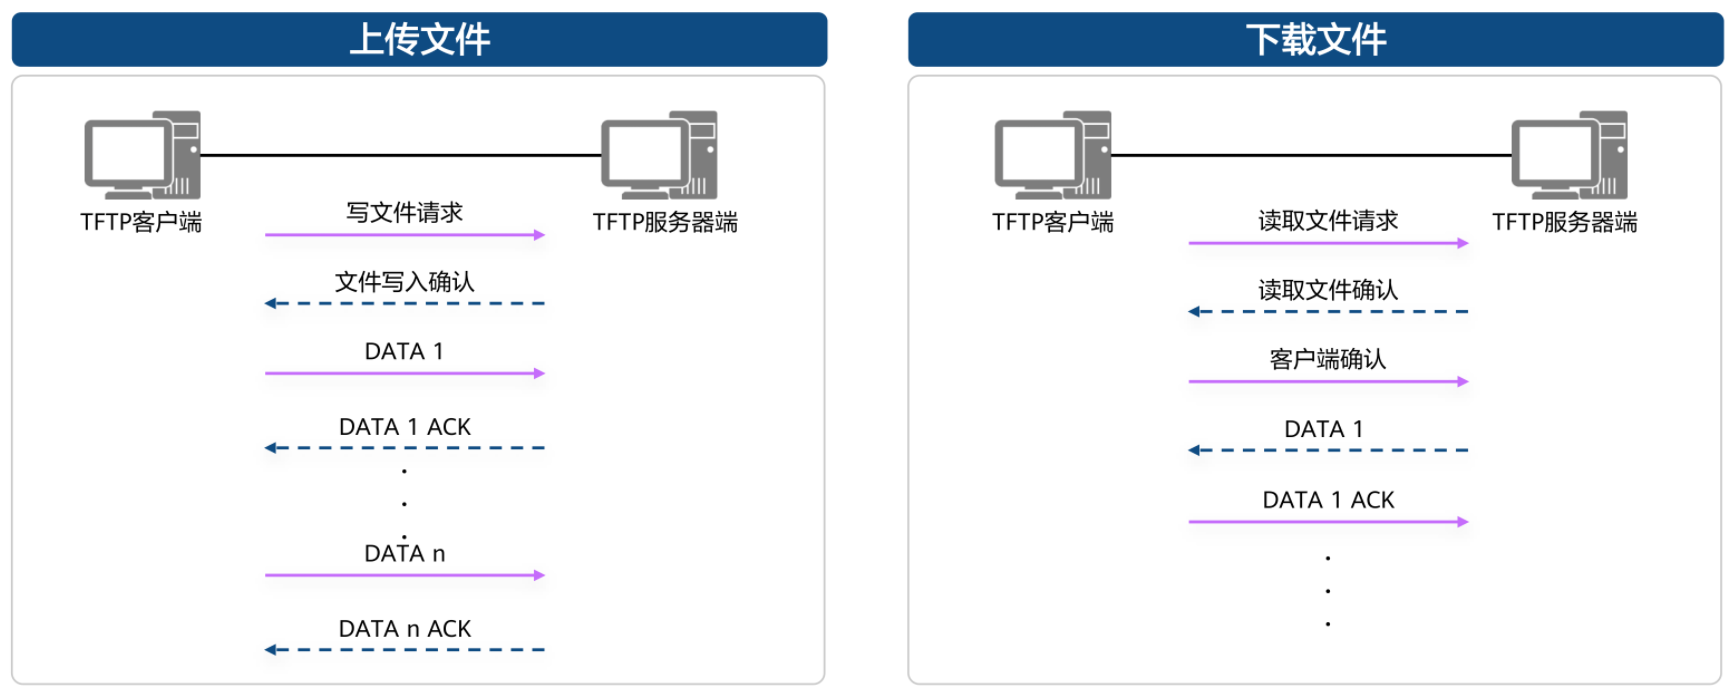 上传文件
TFTP客户端
TFTP服务器端
写文件请求
文件写入确认
DATA 1
DATA 1 ACK
.
.
.
DATA n
DATA n ACK
下载文件
TFTP客户端
TFTP服务器端
读取文件请求
读取文件确认
客户端确认
DATA 1
DATA 1 ACK
.
.
.